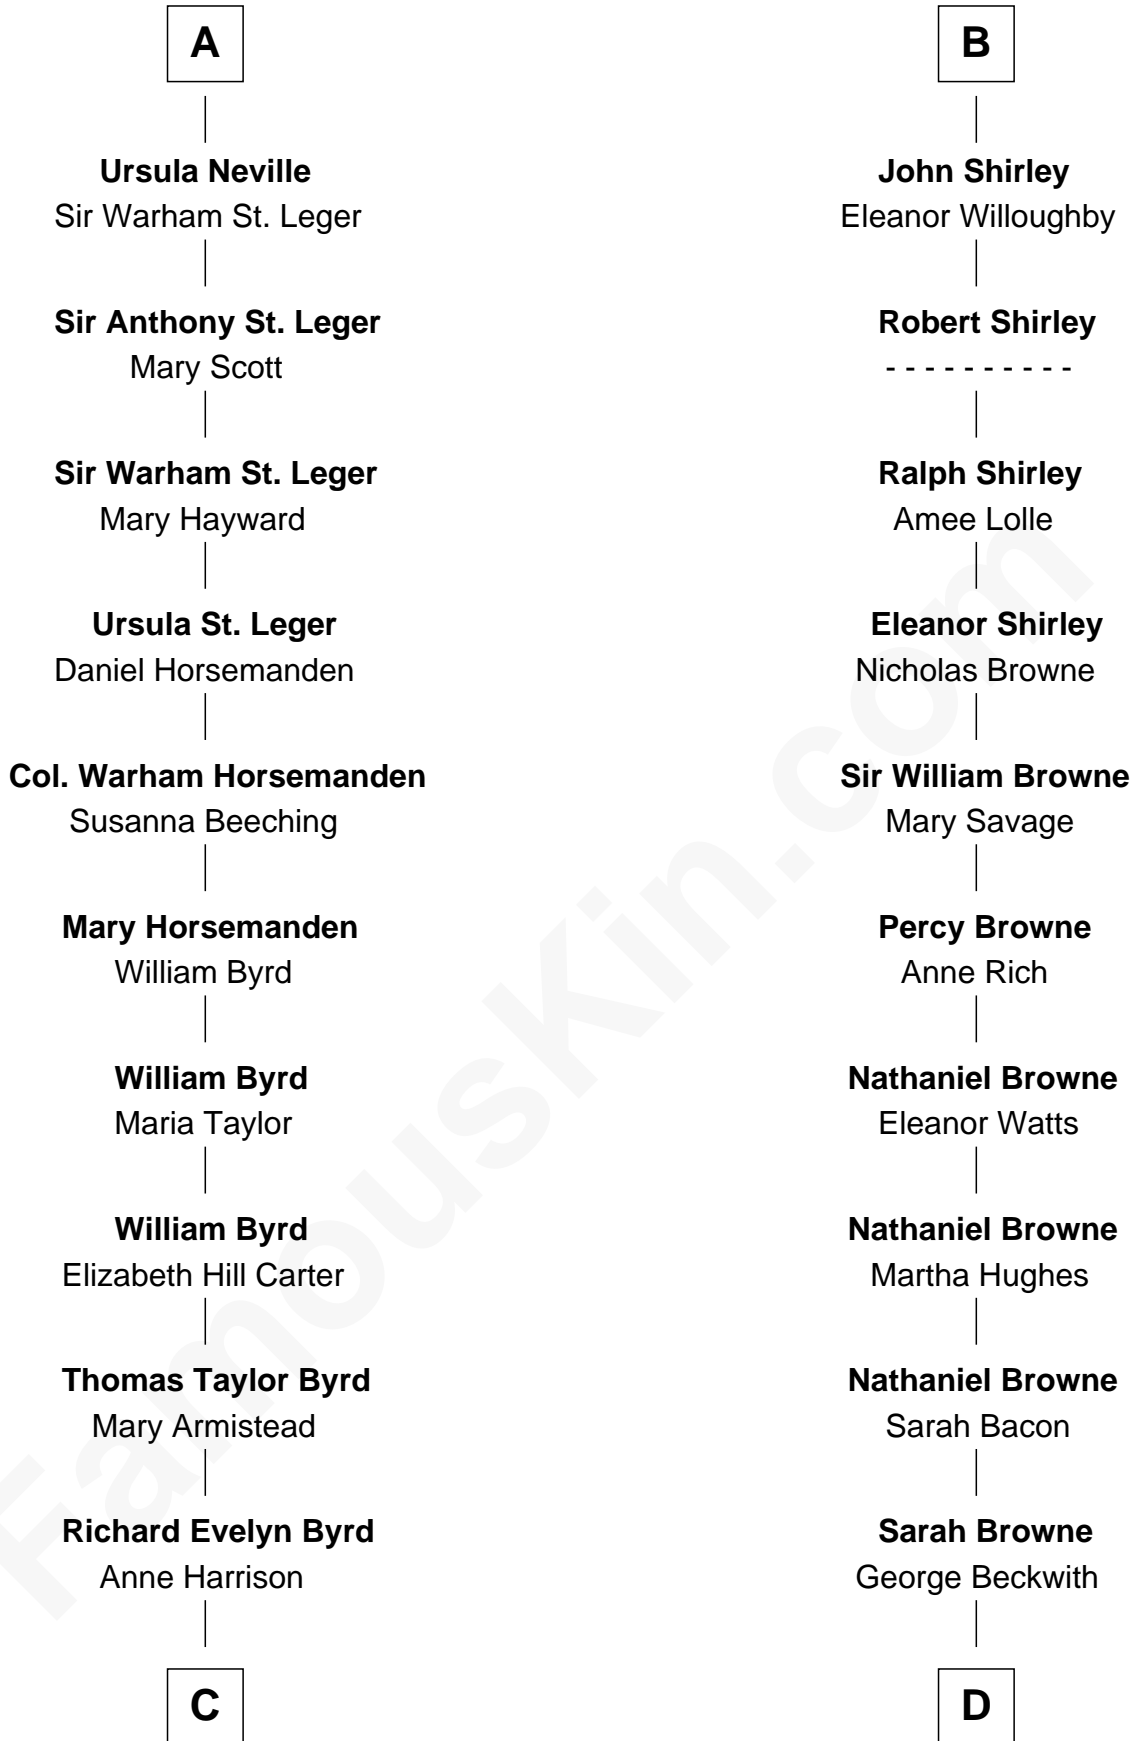 A
Ursula Neville
Sir Warham St. Leger
Sir Anthony St. Leger
Mary Scott
Sir Warham St. Leger
Mary Hayward
Ursula St. Leger
Daniel Horsemanden
Col. Warham Horsemanden
Susanna Beeching
Mary Horsemanden
William Byrd
William Byrd
Maria Taylor
William Byrd
Elizabeth Hill Carter
Thomas Taylor Byrd
Mary Armistead
Richard Evelyn Byrd
Anne Harrison
C
B
John Shirley
Eleanor Willoughby
Robert Shirley
- - - - - - - - - -
Ralph Shirley
Amee Lolle
Eleanor Shirley
Nicholas Browne
Sir William Browne
Mary Savage
Percy Browne
Anne Rich
Nathaniel Browne
Eleanor Watts
Nathaniel Browne
Martha Hughes
Nathaniel Browne
Sarah Bacon
Sarah Browne
George Beckwith
D
FamousKin.com